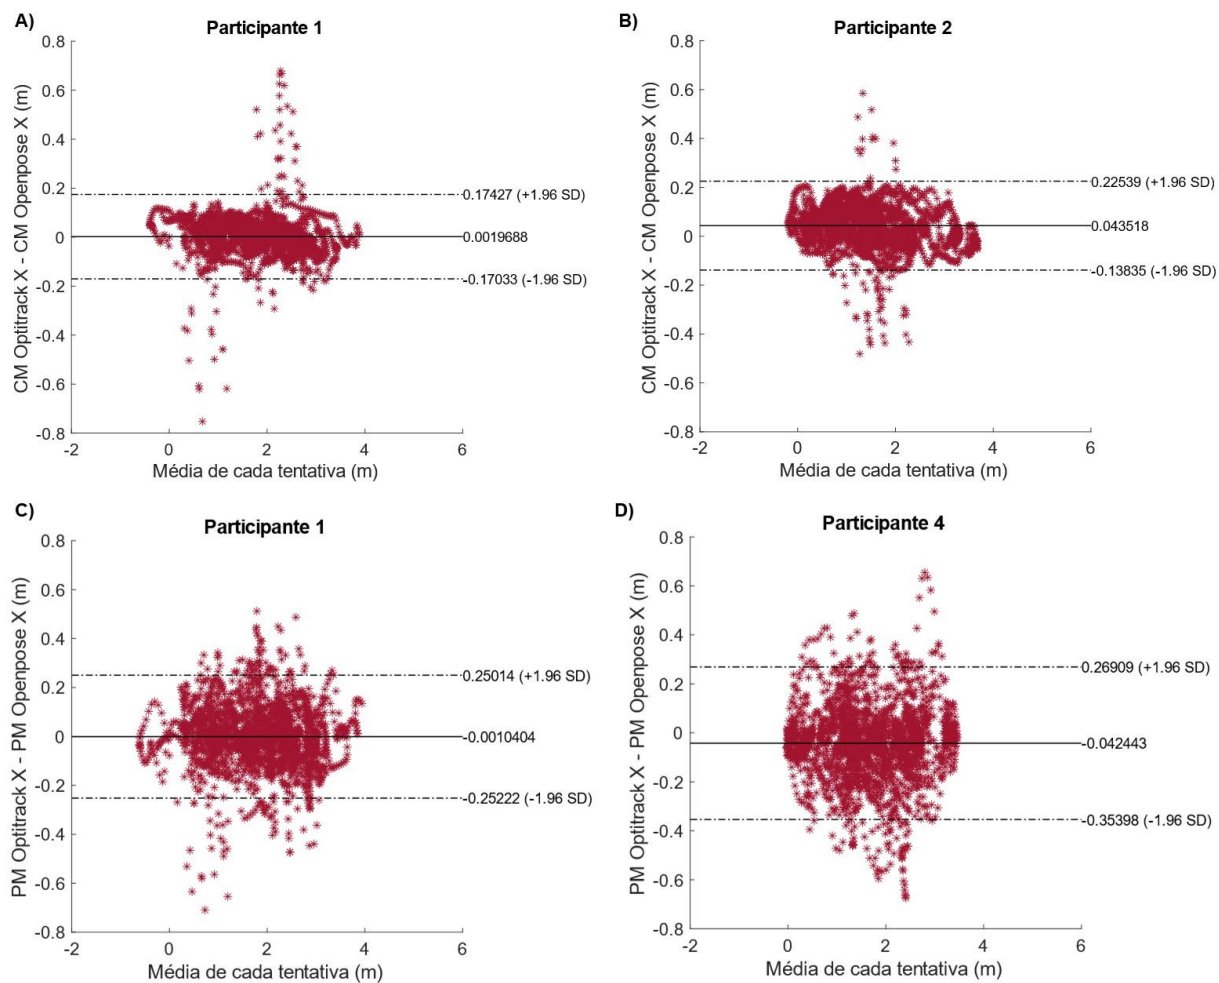 A)
Participante 1
CM Optitrack X - CM Openpose X (m)
0.8
0.6
0.4
0.2
0
-0.2
-0.4
-0.6
-0.8
0.17427 (+1.96 SD)
0.0019688
-0.17033 (-1.96 SD)
-2 0 2 4 6
Média de cada tentativa (m)
B)
Participante 2
CM Optitrack X - CM Openpose X (m)
0.8
0.6
0.4
0.2
0
-0.2
-0.4
-0.6
-0.8
0.22539 (+1.96 SD)
0.043518
-0.13835 (-1.96 SD)
-2 0 2 4 6
Média de cada tentativa (m)
C)
Participante 1
PM Optitrack X - PM Openpose X (m)
0.8
0.6
0.4
0.2
0
-0.2
-0.4
-0.6
-0.8
0.25014 (+1.96 SD)
-0.0010404
-0.25222 (-1.96 SD)
-2 0 2 4 6
Média de cada tentativa (m)
D)
Participante 4
PM Optitrack X - PM Openpose X (m)
0.8
0.6
0.4
0.2
0
-0.2
-0.4
-0.6
-0.8
0.26909 (+1.96 SD)
-0.042443
-0.35398 (-1.96 SD)
-2 0 2 4 6
Média de cada tentativa (m)